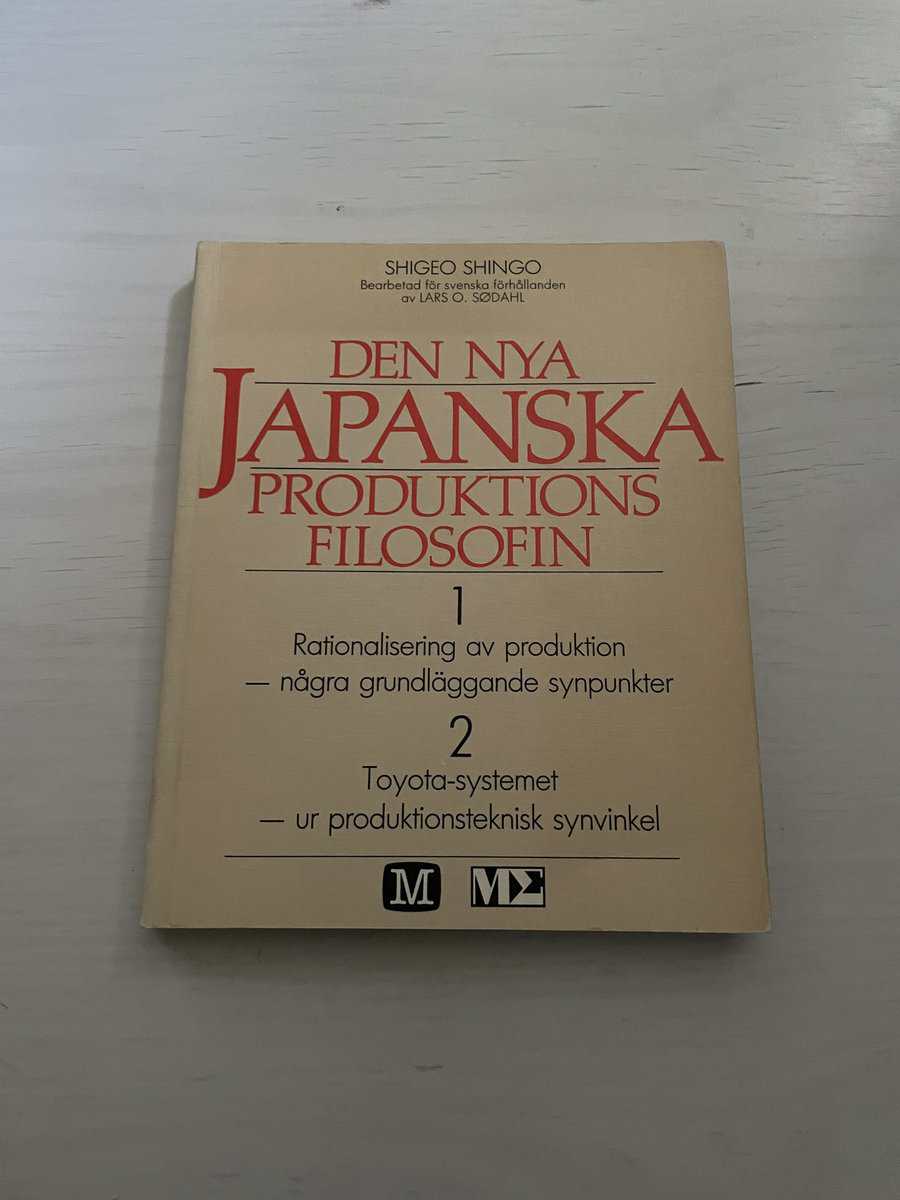 SHIGEO SHINGO
Bearbetad för svenska förhållanden
av LARS O. SØDAHL
DEN NYA
JAPANSKA
PRODUKTIONS
FILOSOFIN
1
Rationalisering av produktion
— några grundläggande synpunkter
2
Toyota-systemet
— ur produktionsteknisk synvinkel
M MΣ